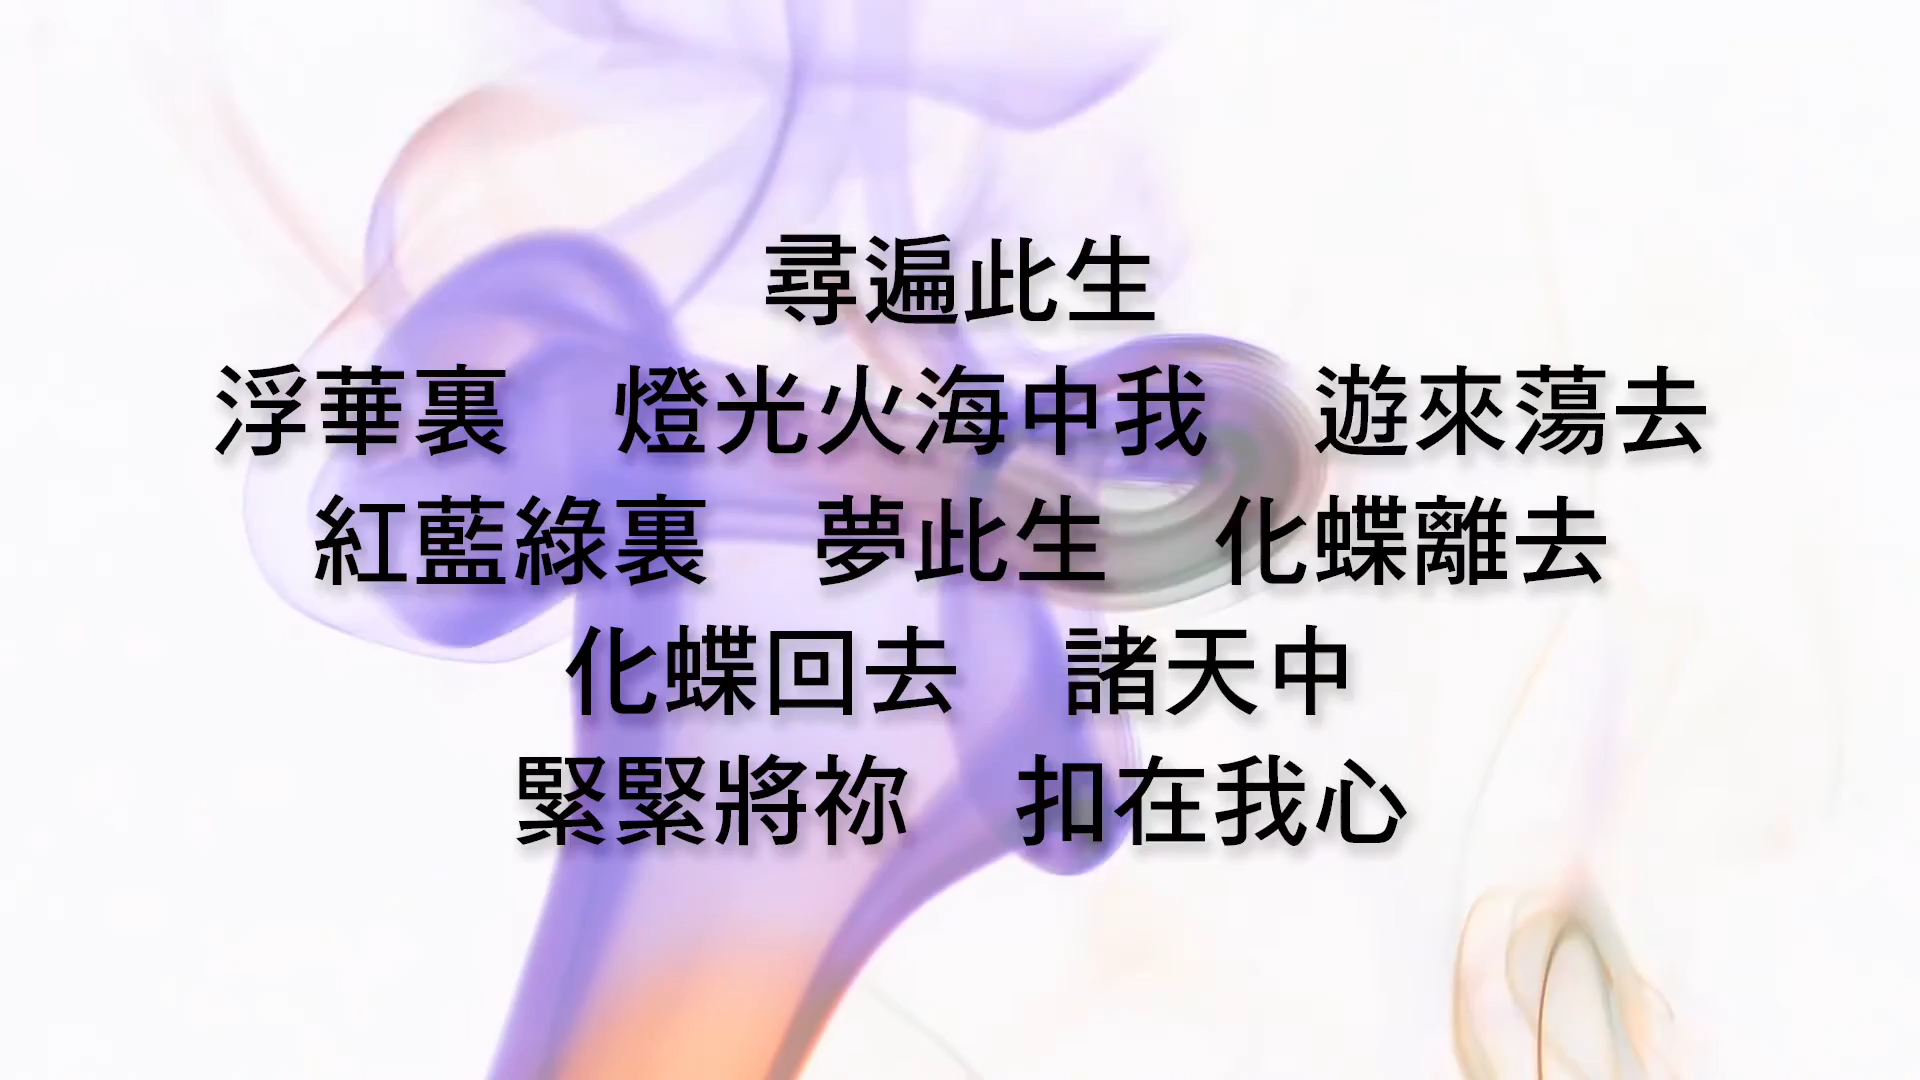 尋遍此生
浮華裏　燈光火海中我　遊來蕩去
紅藍綠裏　夢此生　化蝶離去
化蝶回去　諸天中
緊緊將祢　扣在我心